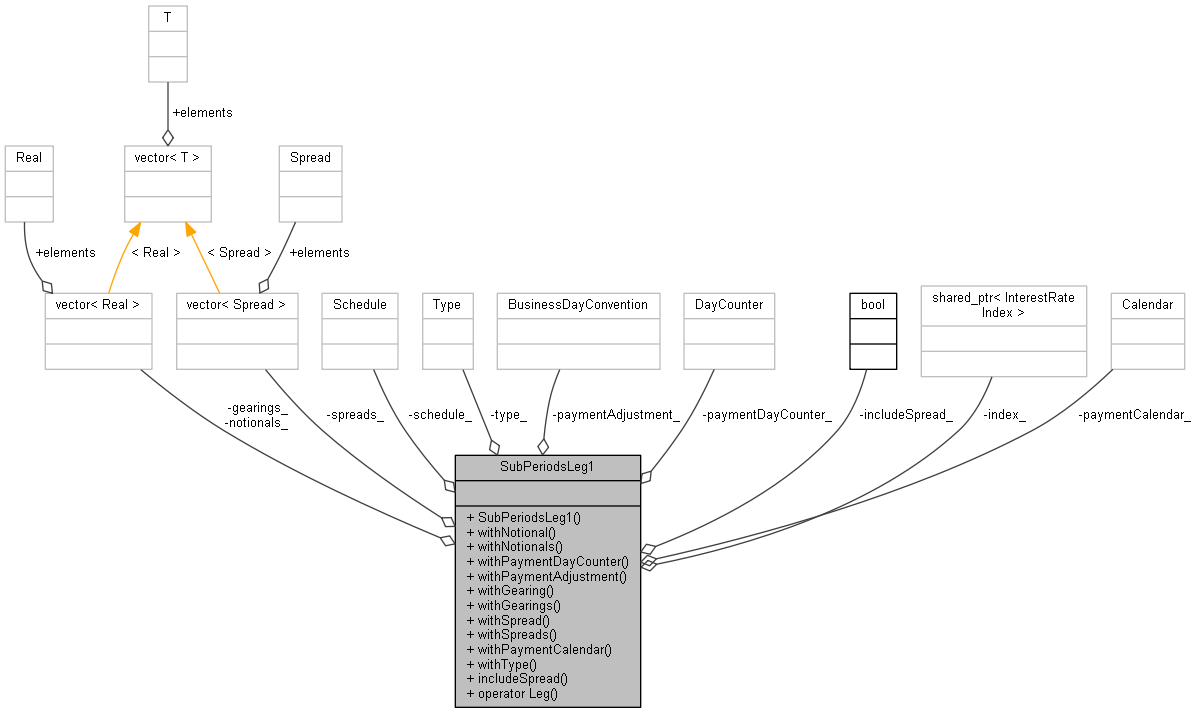 T
+elements
Real
vector< T >
Spread
+elements
< Real >
< Spread >
+elements
vector< Real >
vector< Spread >
Schedule
Type
BusinessDayConvention
DayCounter
bool
shared_ptr< InterestRate
Index >
Calendar
-gearings_
-notionals_
-spreads_
-schedule_
-type_
-paymentAdjustment_
-paymentDayCounter_
-includeSpread_
-index_
-paymentCalendar_
SubPeriodsLeg1
+ SubPeriodsLeg1()
+ withNotional()
+ withNotionals()
+ withPaymentDayCounter()
+ withPaymentAdjustment()
+ withGearing()
+ withGearings()
+ withSpread()
+ withSpreads()
+ withPaymentCalendar()
+ withType()
+ includeSpread()
+ operator Leg()